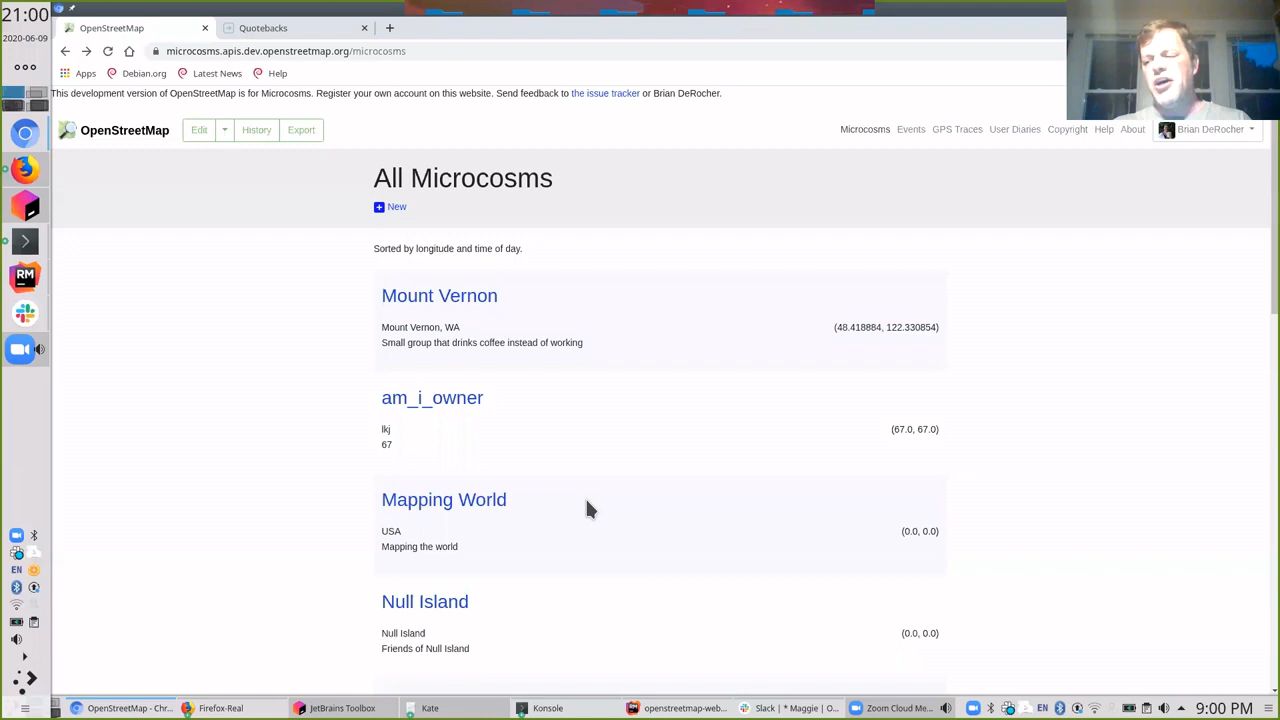 21:00
2020-06-09
OpenStreetMap
Quotebacks
microcosms.apis.dev.openstreetmap.org/microcosms
Apps Debian.org Latest News Help
This development version of OpenStreetMap is for Microcosms. Register your own account on this website. Send feedback to the issue tracker or Brian DeRocher.
OpenStreetMap Edit History Export Microcosms Events GPS Traces User Diaries Copyright Help About Brian DeRocher
All Microcosms
New
Sorted by longitude and time of day.
Mount Vernon
Mount Vernon, WA (48.418884, 122.330854)
Small group that drinks coffee instead of working
am_i_owner
lkj (67.0, 67.0)
67
Mapping World
USA (0.0, 0.0)
Mapping the world
Null Island
Null Island (0.0, 0.0)
Friends of Null Island
RM
EN
OpenStreetMap - Chr... Firefox-Real JetBrains Toolbox Kate Konsole openstreetmap-web... Slack | * Maggie | O... Zoom Cloud Me... EN 9:00 PM